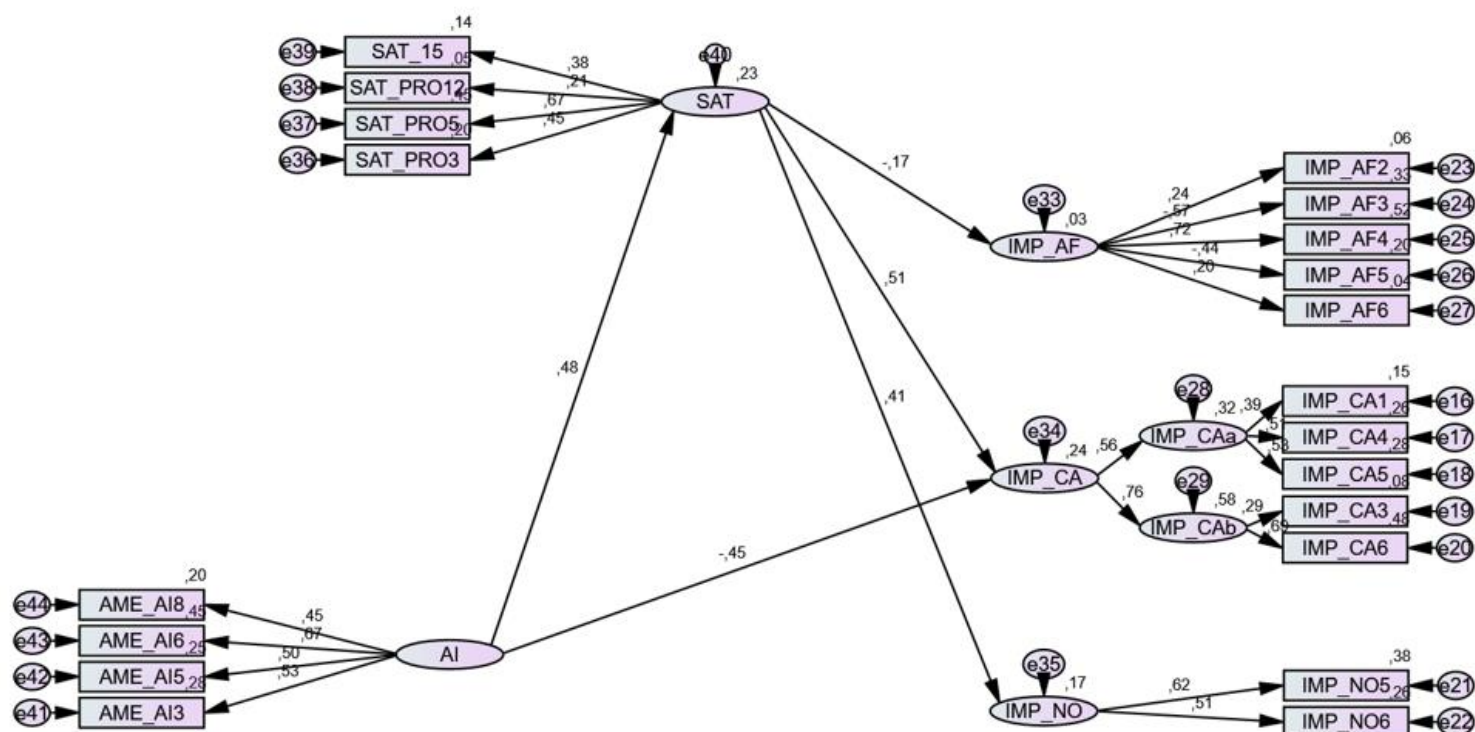 ,14
e39 SAT_15 ,05
,38
e38 SAT_PRO12 ,45
,21
e37 SAT_PRO5 ,20
,67
e36 SAT_PRO3
,45
e40
,23
SAT
-,17
,51
,41
,48
-,45
e33
,03
IMP_AF
,06
IMP_AF2 ,33 e23
,24
IMP_AF3 ,52 e24
-,57
IMP_AF4 ,20 e25
,72
IMP_AF5 ,04 e26
-,44
IMP_AF6 e27
,20
e34
,24
IMP_CA
,56
,76
e28
,32
IMP_CAa
,39
,51
,53
e29
,58
IMP_CAb
,29
,69
,15
IMP_CA1 ,26 e16
IMP_CA4 ,28 e17
IMP_CA5 ,08 e18
IMP_CA3 ,48 e19
IMP_CA6 e20
,20
e44 AME_AI8 ,45
,45
e43 AME_AI6 ,25
,67
e42 AME_AI5 ,28
,50
e41 AME_AI3
,53
AI
e35
,17
IMP_NO
,62
,51
,38
IMP_NO5 ,26 e21
IMP_NO6 e22